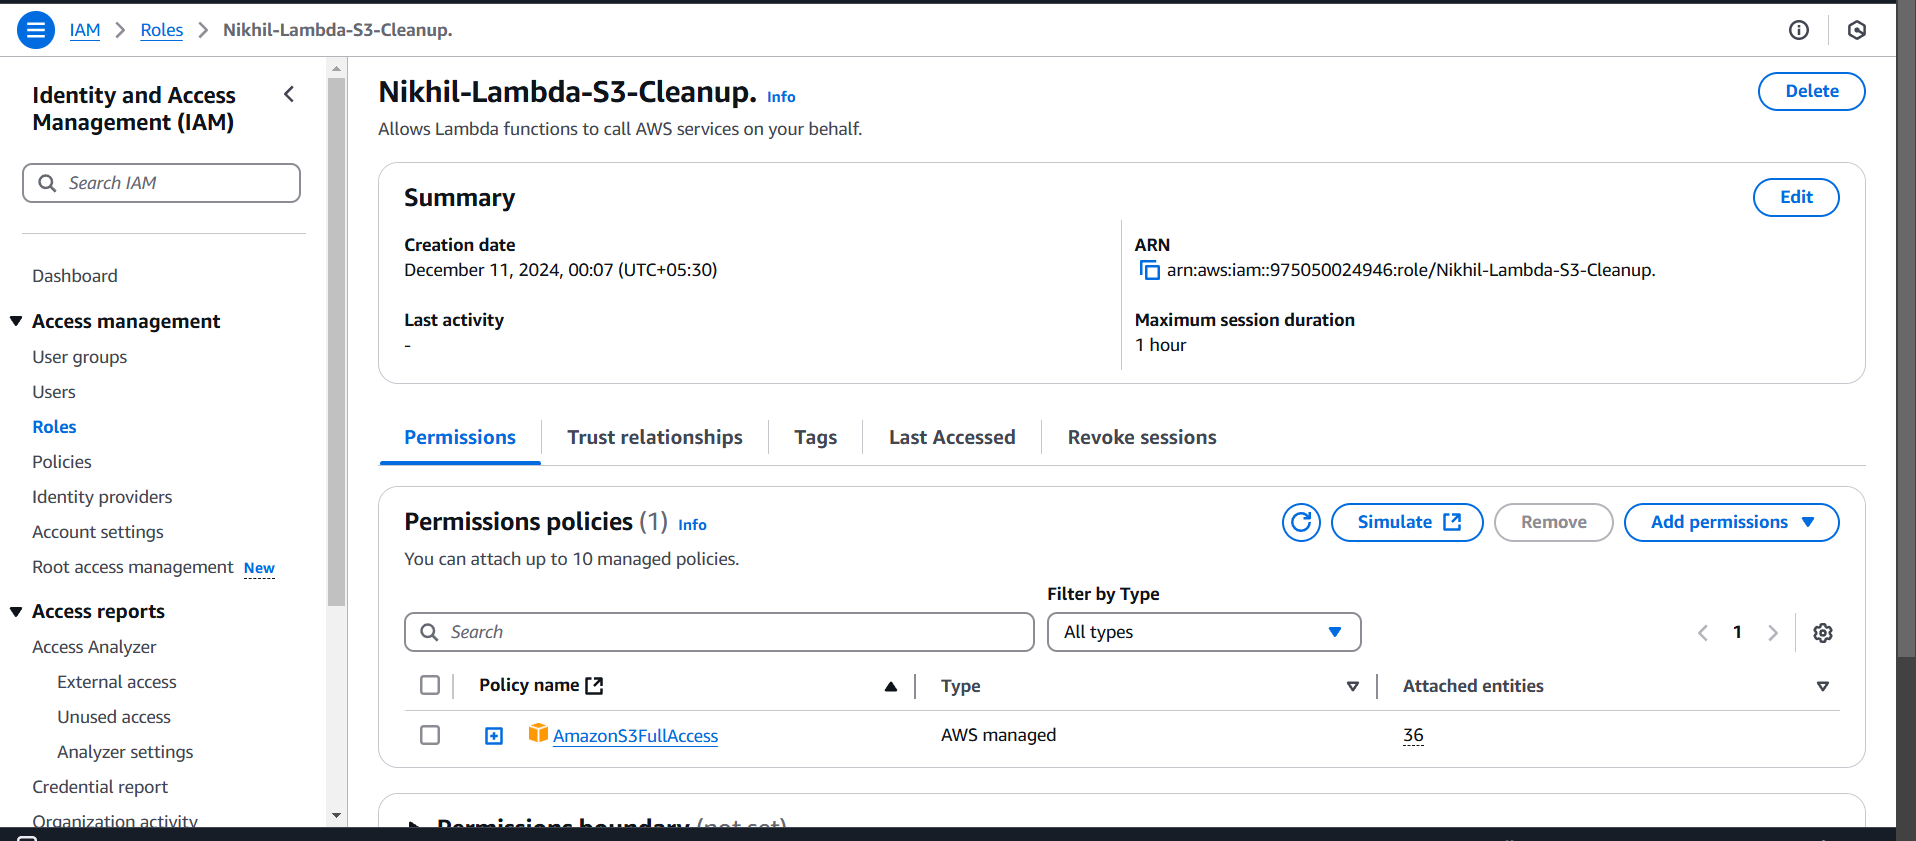 IAM > Roles > Nikhil-Lambda-S3-Cleanup.
Identity and Access
Management (IAM)
Search IAM
Dashboard
Access management
User groups
Users
Roles
Policies
Identity providers
Account settings
Root access management New
Access reports
Access Analyzer
External access
Unused access
Analyzer settings
Credential report
Organization activity
Nikhil-Lambda-S3-Cleanup. Info
Delete
Allows Lambda functions to call AWS services on your behalf.
Summary
Edit
Creation date
December 11, 2024, 00:07 (UTC+05:30)
ARN
arn:aws:iam::975050024946:role/Nikhil-Lambda-S3-Cleanup.
Last activity
-
Maximum session duration
1 hour
Permissions Trust relationships Tags Last Accessed Revoke sessions
Permissions policies (1) Info
Simulate Remove Add permissions
You can attach up to 10 managed policies.
Filter by Type
Search
All types
1
Policy name Type Attached entities
AmazonS3FullAccess AWS managed 36
Permissions boundary (not set)